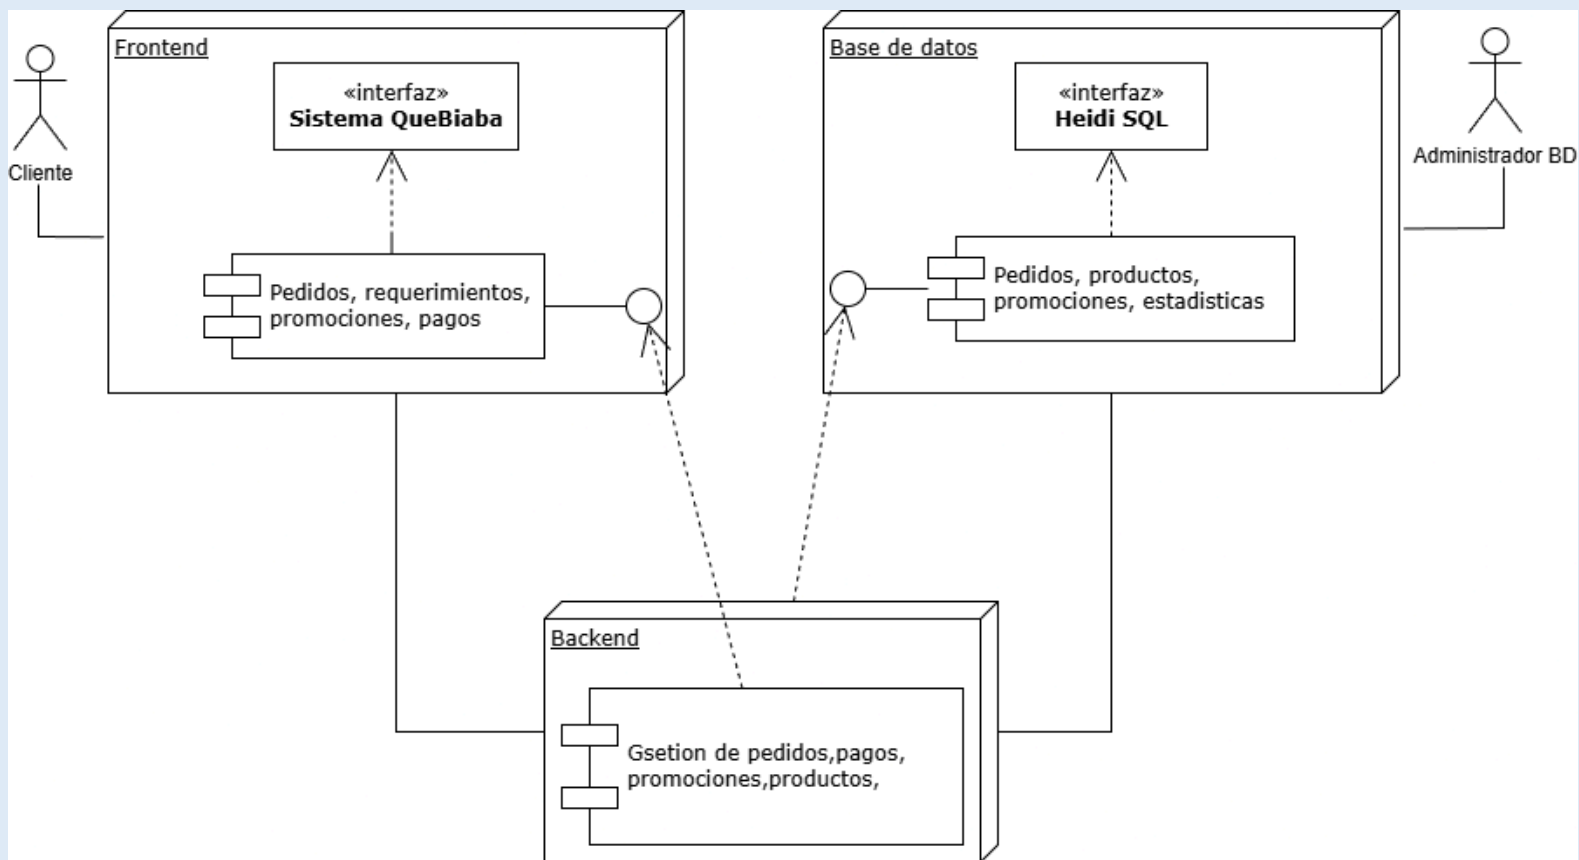 Frontend
«interfaz»
Sistema QueBiaba
Cliente
Pedidos, requerimientos,
promociones, pagos
Base de datos
«interfaz»
Heidi SQL
Administrador BD
Pedidos, productos,
promociones, estadisticas
Backend
Gsetion de pedidos,pagos,
promociones,productos,